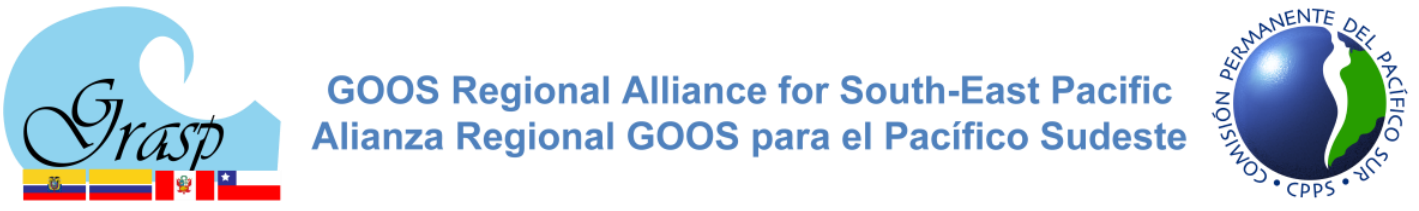 Grasp
GOOS Regional Alliance for South-East Pacific
Alianza Regional GOOS para el Pacífico Sudeste
COMISIÓN PERMANENTE DEL PACÍFICO SUR • CPPS •